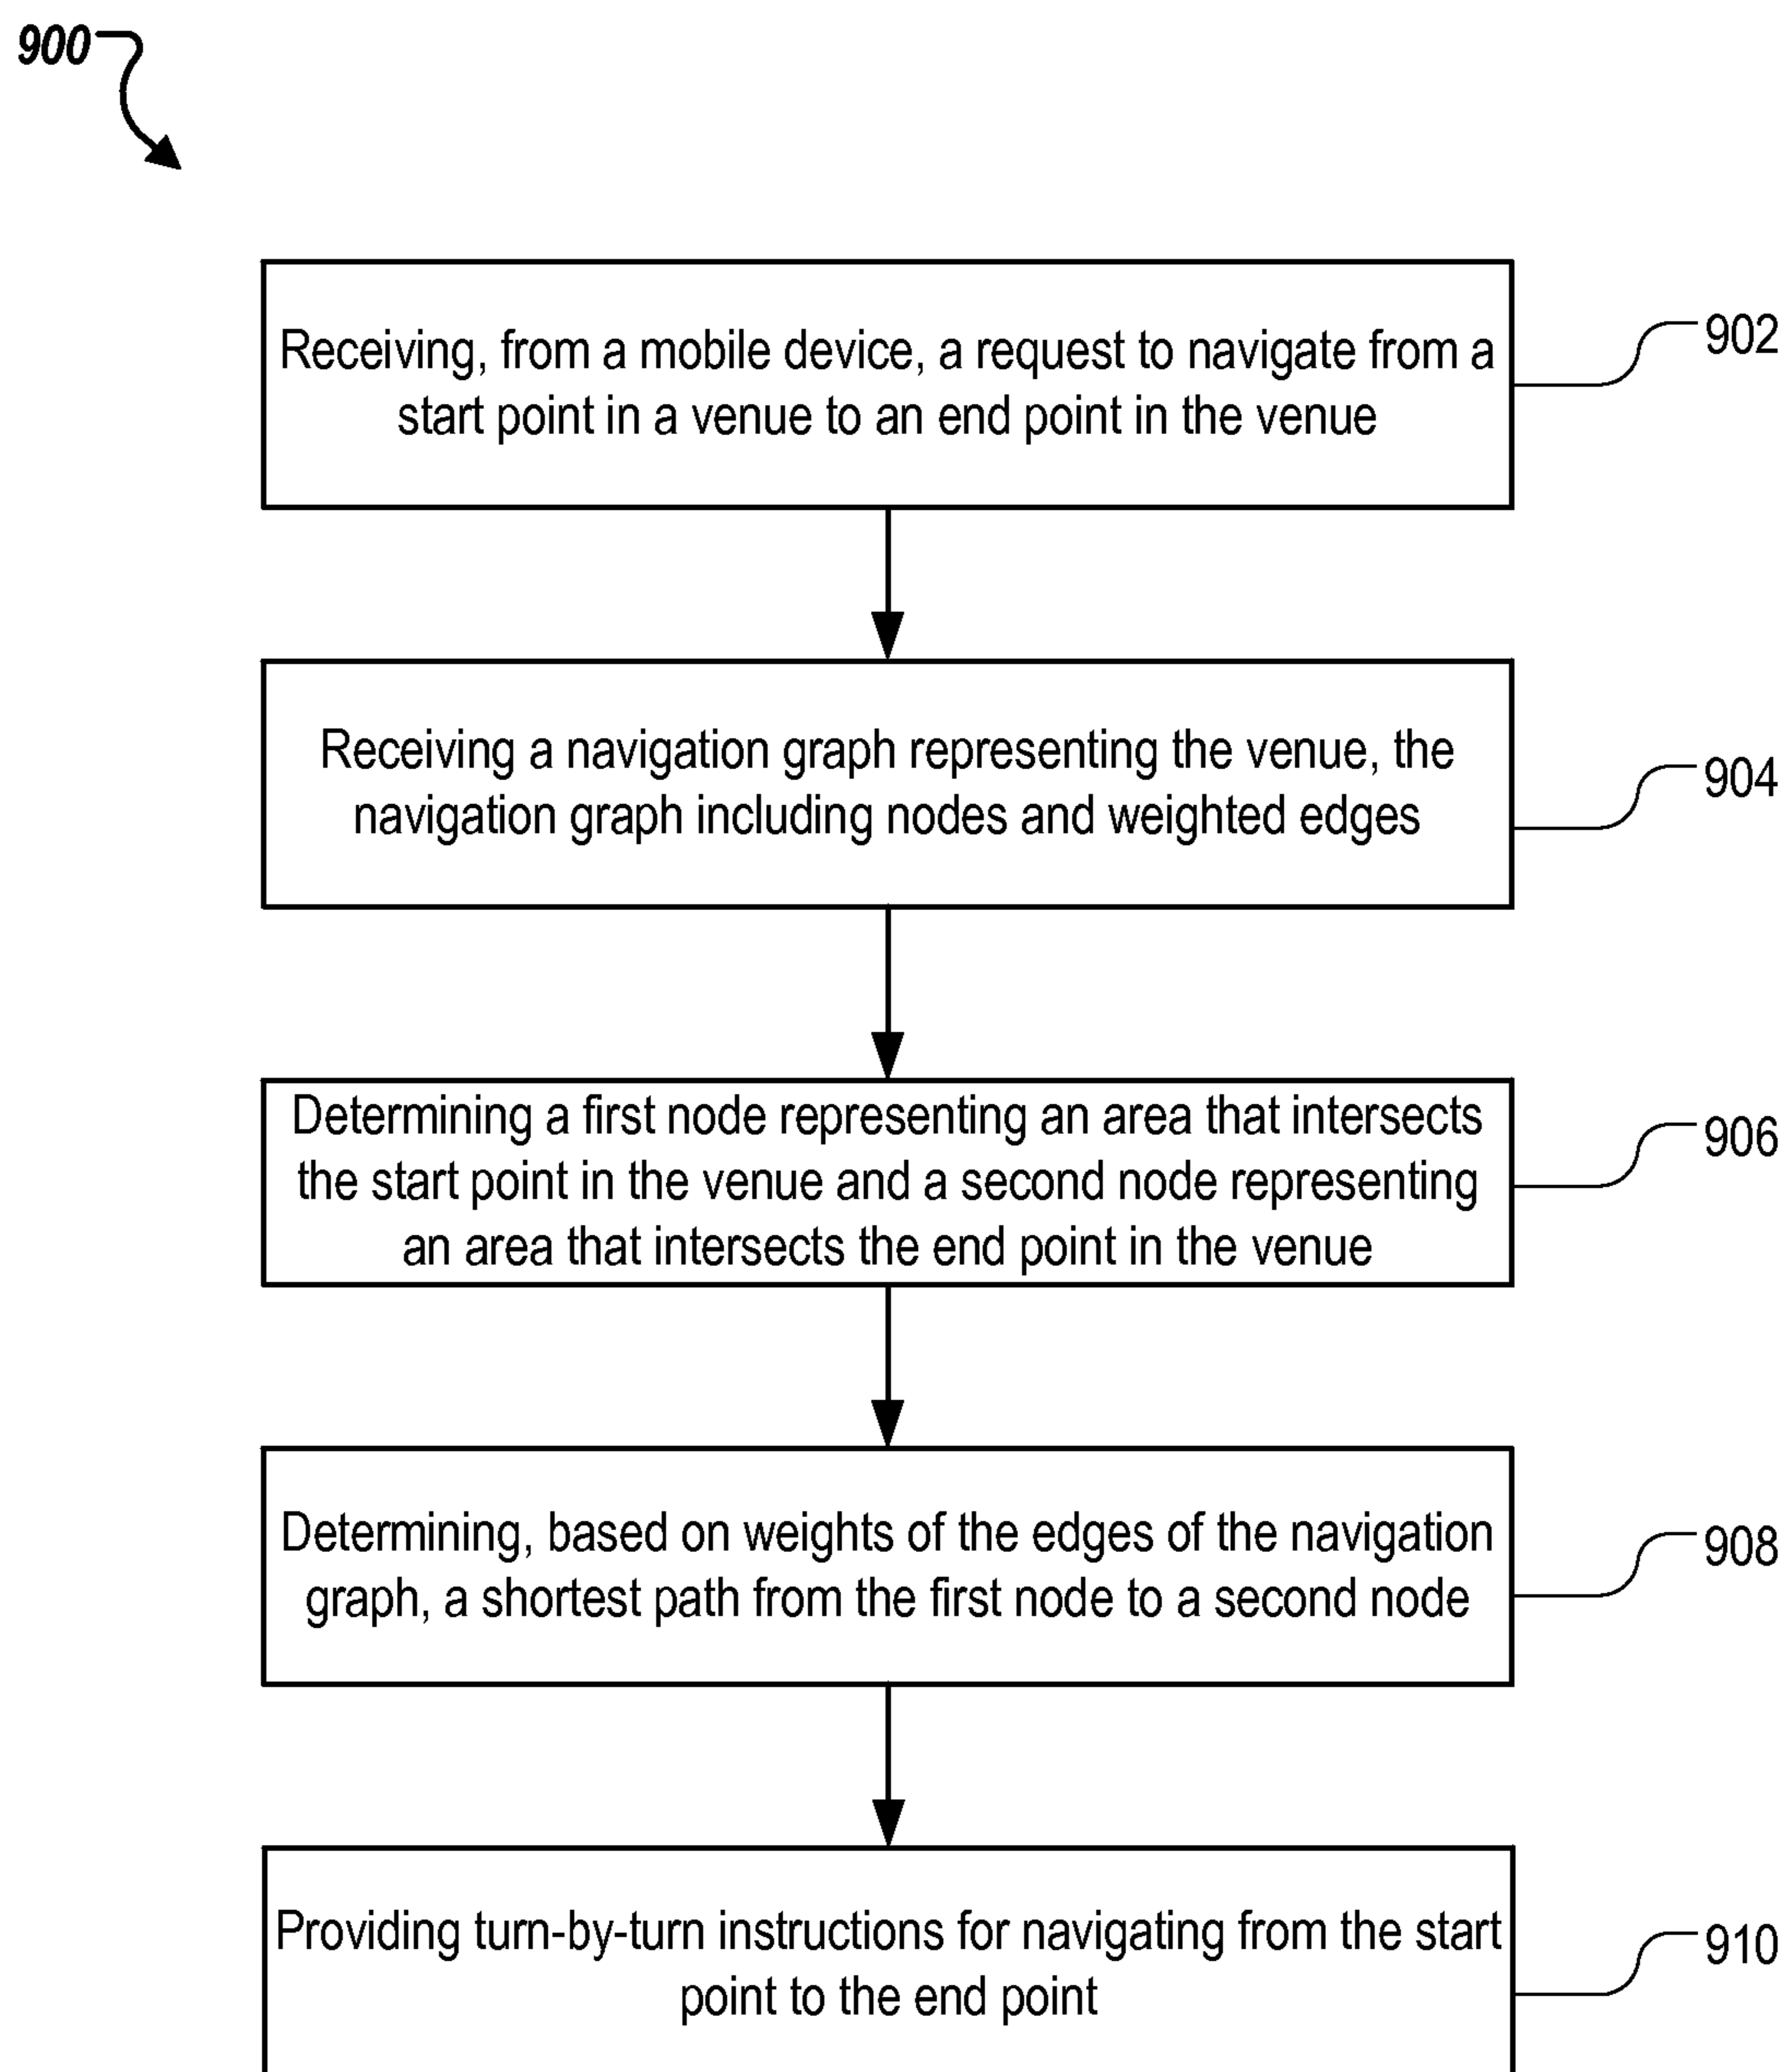 900
Receiving, from a mobile device, a request to navigate from a
start point in a venue to an end point in the venue
902
Receiving a navigation graph representing the venue, the
navigation graph including nodes and weighted edges
904
Determining a first node representing an area that intersects
the start point in the venue and a second node representing
an area that intersects the end point in the venue
906
Determining, based on weights of the edges of the navigation
graph, a shortest path from the first node to a second node
908
Providing turn-by-turn instructions for navigating from the start
point to the end point
910